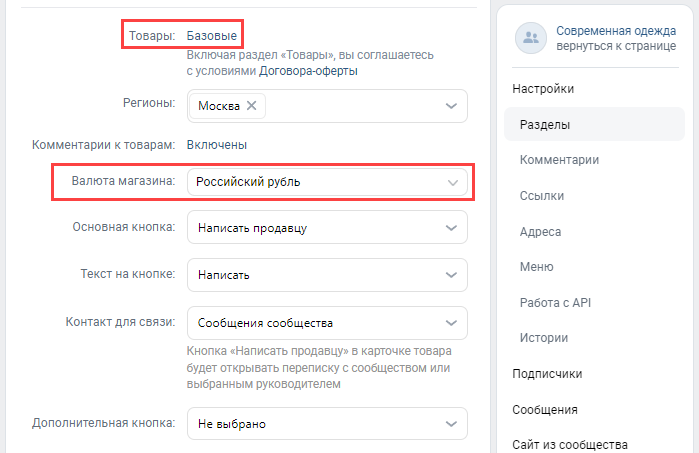 Товары: Базовые
Включая раздел «Товары», вы соглашаетесь
с условиями Договора-оферты
Регионы: Москва
Комментарии к товарам: Включены
Валюта магазина: Российский рубль
Основная кнопка: Написать продавцу
Текст на кнопке: Написать
Контакт для связи: Сообщения сообщества
Кнопка «Написать продавцу» в карточке товара
будет открывать переписку с сообществом или
выбранным руководителем
Дополнительная кнопка: Не выбрано
Современная одежда
вернуться к странице
Настройки
Разделы
Комментарии
Ссылки
Адреса
Меню
Работа с API
Истории
Подписчики
Сообщения
Сайт из сообщества